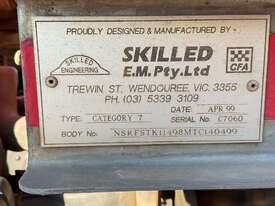 PROUDLY DESIGNED & MANUFACTURED BY -
SKILLED
ENGINEERING
SKILLED
E.M. Pty. Ltd
CFA
TREWIN ST, WENDOUREE, VIC. 3355
PH. (03) 5339 3109
DATE APR 99
TYPE. CATEGORY 7 SERIAL No. C7060
BODY No: NSRFSTK11498MTC140499